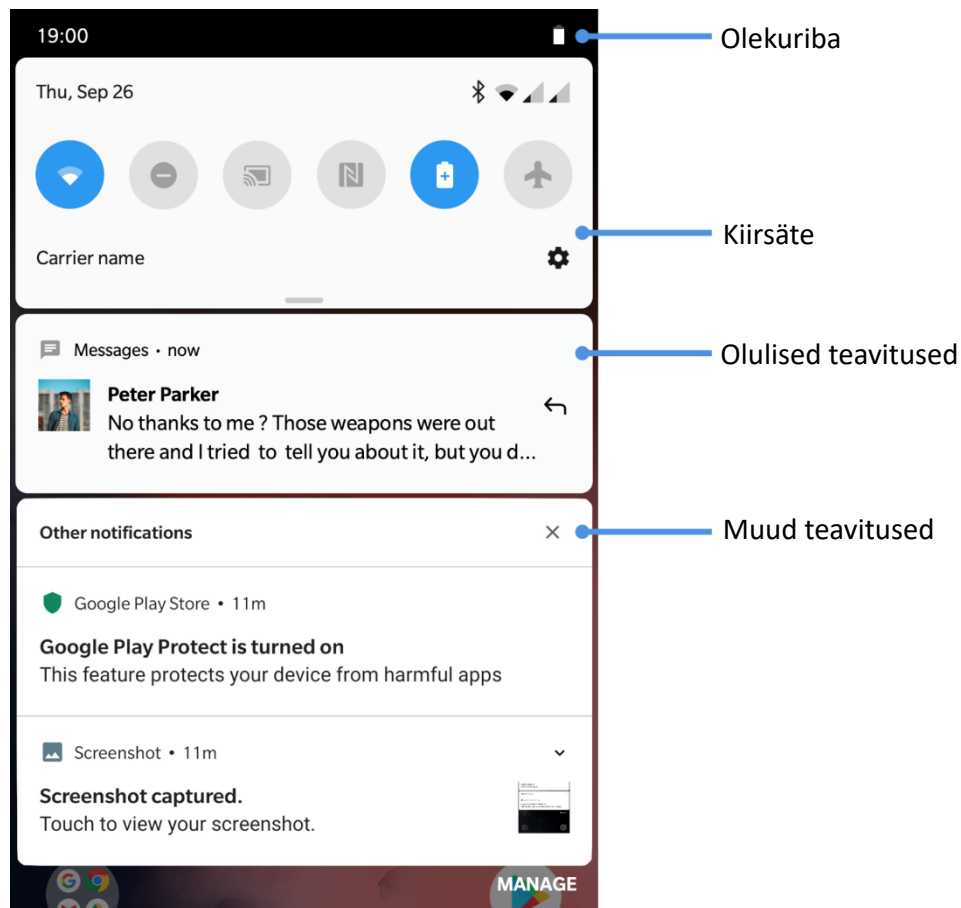 19:00
Olekuriba
Thu, Sep 26
Kiirsäte
Carrier name
Messages • now
Olulised teavitused
Peter Parker
No thanks to me ? Those weapons were out
there and I tried to tell you about it, but you d...
Other notifications
Muud teavitused
Google Play Store • 11m
Google Play Protect is turned on
This feature protects your device from harmful apps
Screenshot • 11m
Screenshot captured.
Touch to view your screenshot.
MANAGE